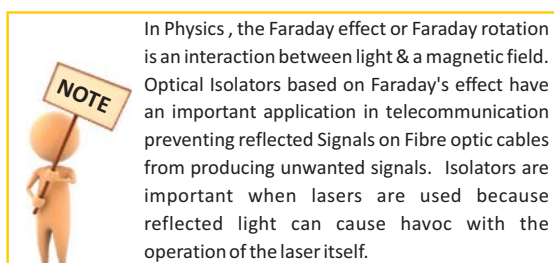 In Physics , the Faraday effect or Faraday rotation
is an interaction between light & a magnetic field.
Optical Isolators based on Faraday's effect have
an important application in telecommunication
preventing reflected Signals on Fibre optic cables
from producing unwanted signals. Isolators are
important when lasers are used because
reflected light can cause havoc with the
operation of the laser itself.
NOTE